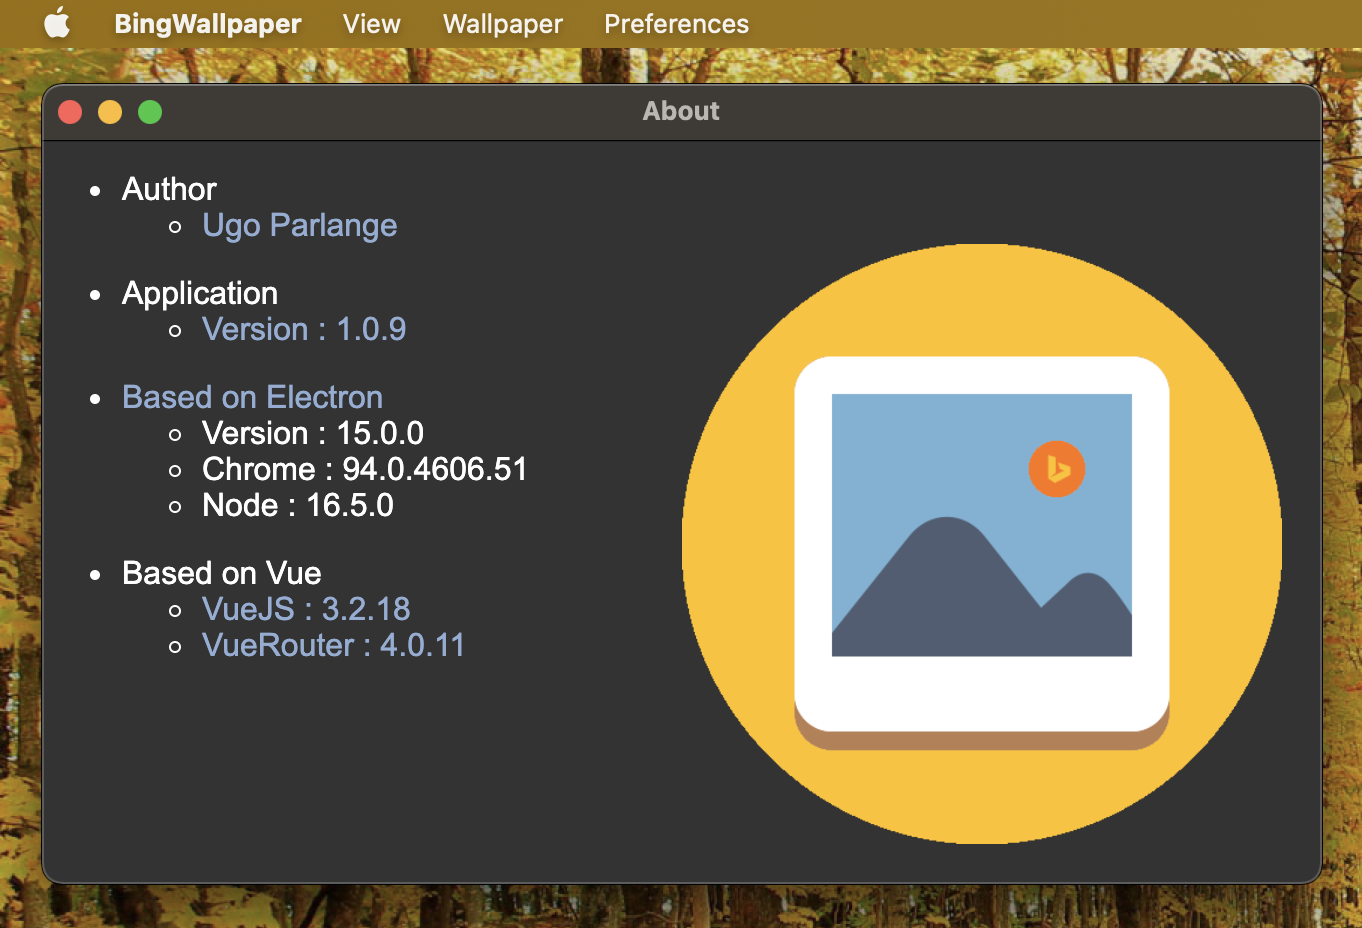 BingWallpaper View Wallpaper Preferences
About
Author
Ugo Parlange
Application
Version : 1.0.9
Based on Electron
Version : 15.0.0
Chrome : 94.0.4606.51
Node : 16.5.0
Based on Vue
VueJS : 3.2.18
VueRouter : 4.0.11